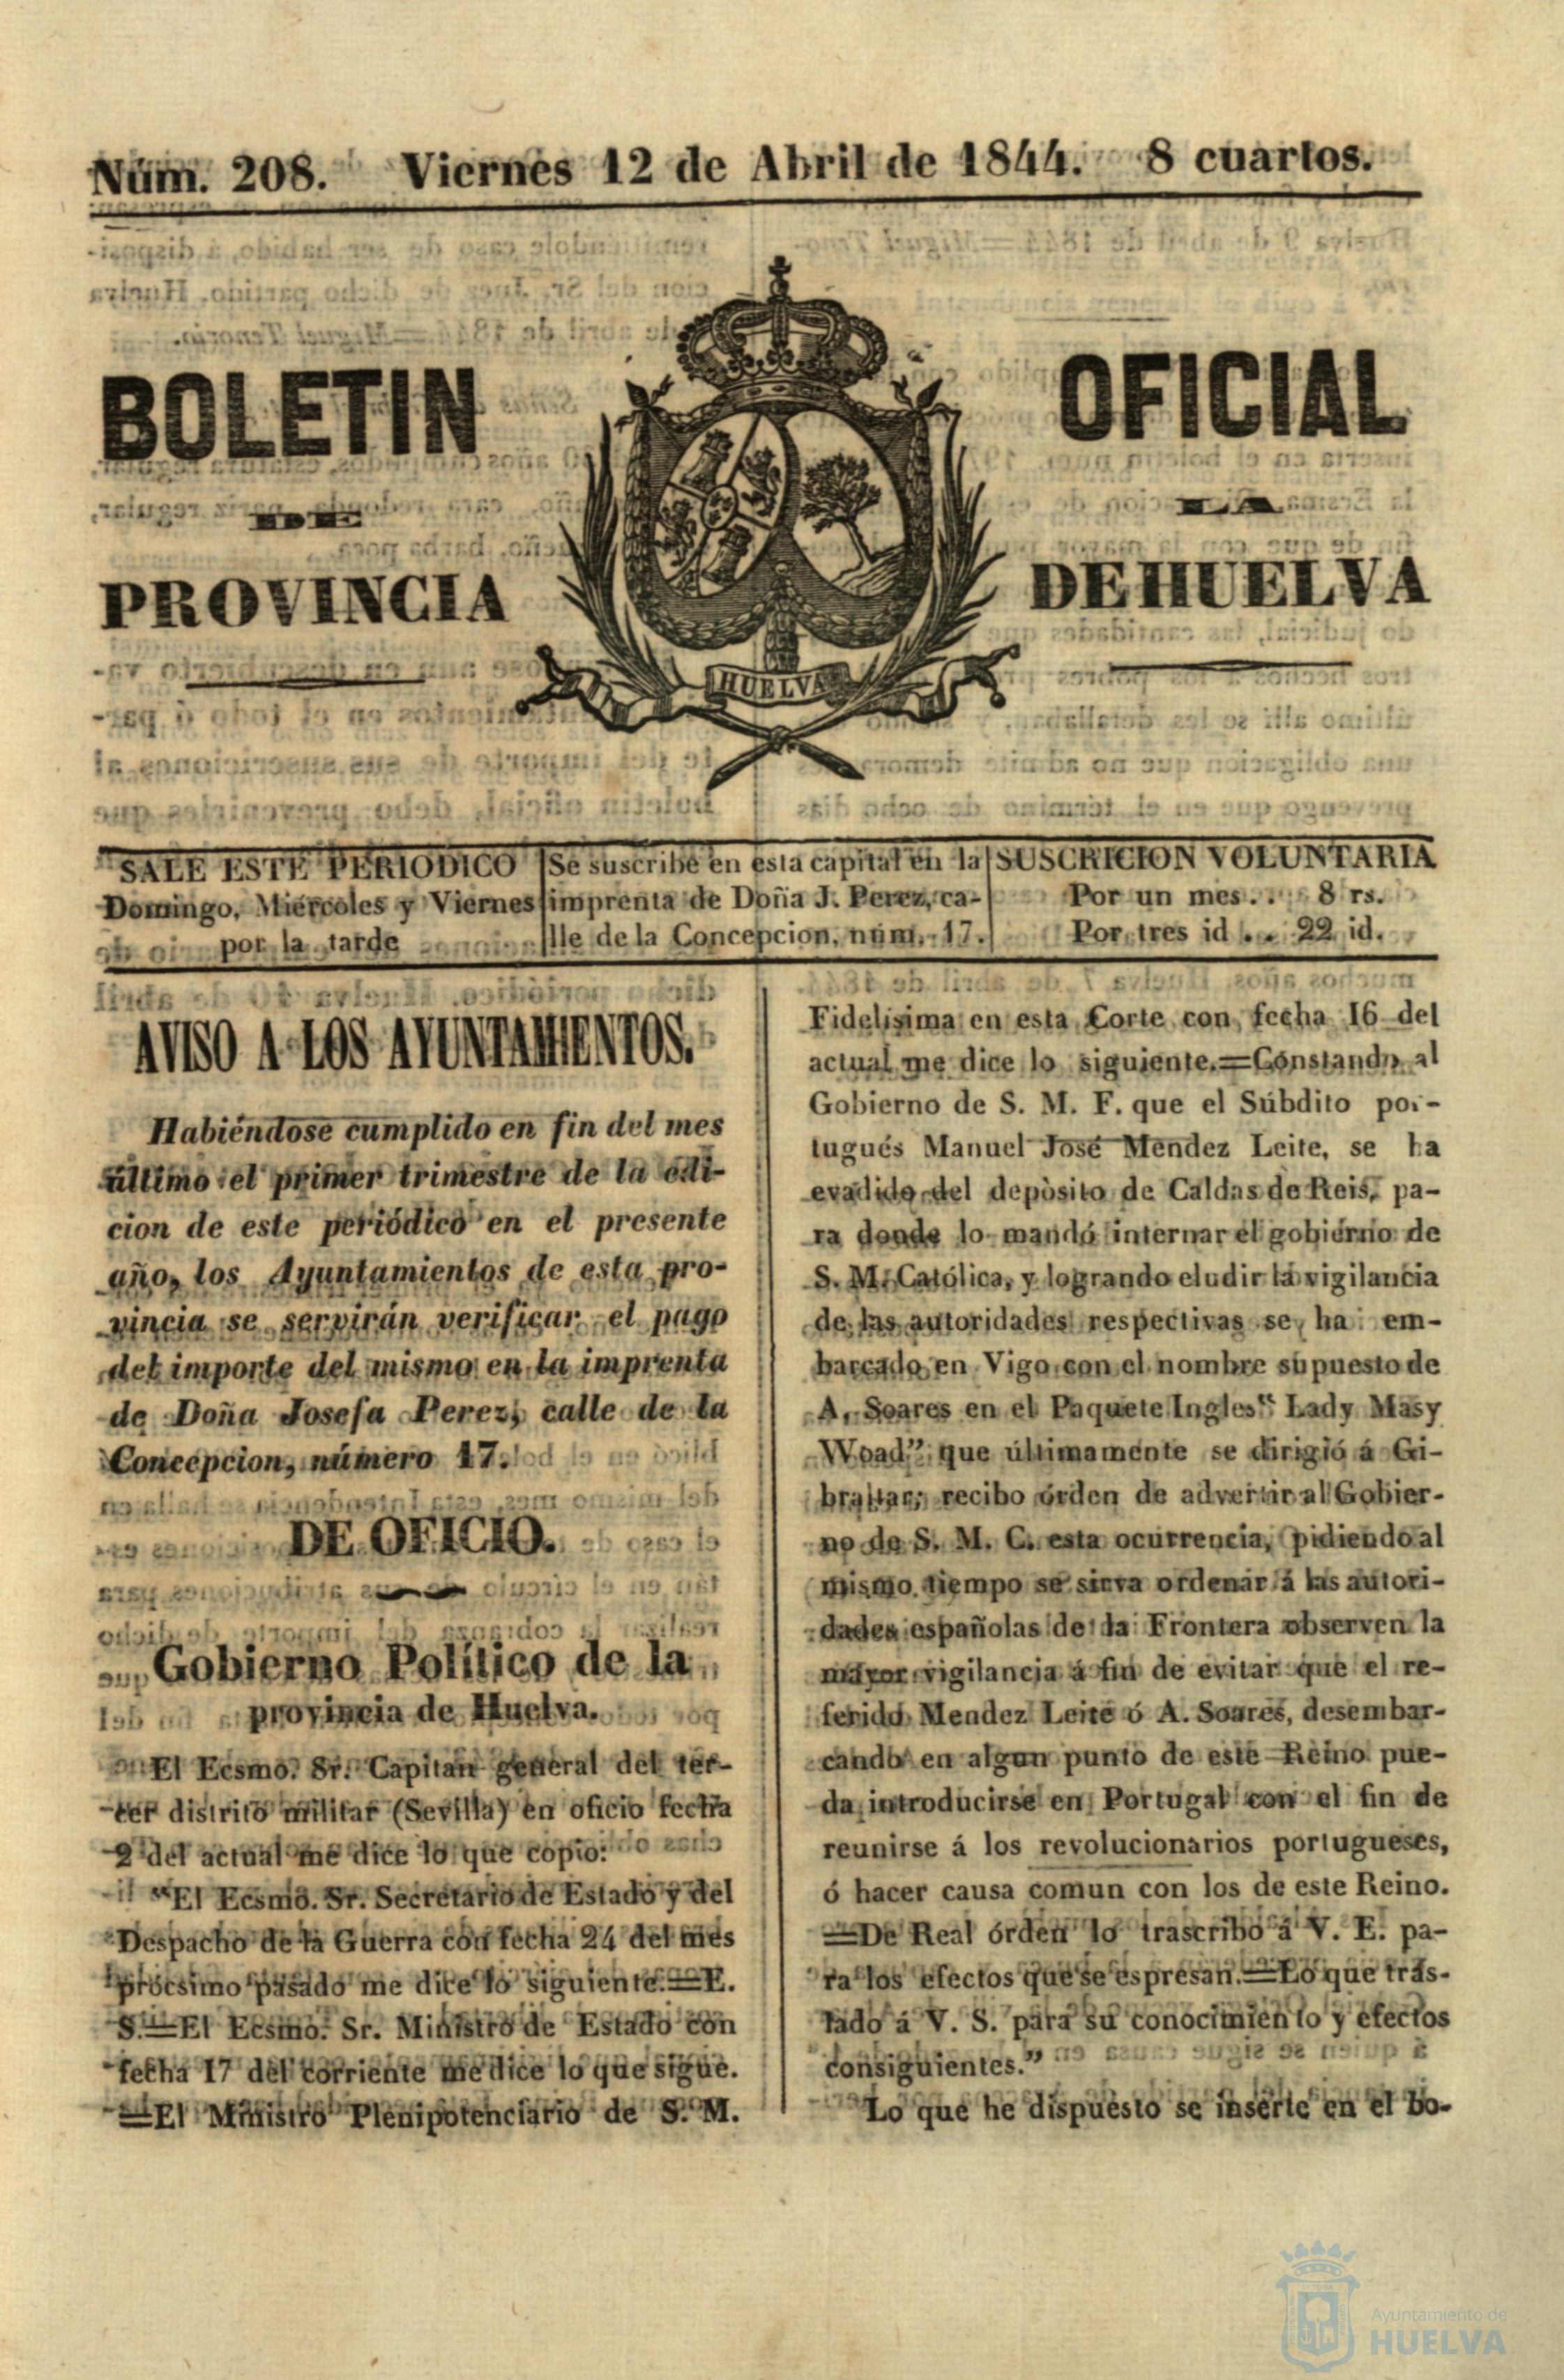 Núm. 208. Viernes 12 de Abril de 1844. 8 cuartos.
BOLETIN OFICIAL
DE LA
PROVINCIA DE HUELVA
HUELVA
SALE ESTE PERIODICO
Domingo, Miércoles y Viernes
por la tarde
Se suscribe en esta capital en la
imprenta de Doña J. Perez, ca-
lle de la Concepcion, núm. 17.
SUSCRICION VOLUNTARIA
Por un mes. . 8 rs.
Por tres id . . 22 id.
AVISO A LOS AYUNTAMIENTOS.
Habiéndose cumplido en fin del mes
último el primer trimestre de la edi-
cion de este periódico en el presente
año, los Ayuntamientos de esta pro-
vincia se servirán verificar el pago
del importe del mismo en la imprenta
de Doña Josefa Perez, calle de la
Concepcion, número 17.
DE OFICIO.
Gobierno Político de la
provincia de Huelva.
El Ecsmo. Sr. Capitan general del ter-
cer distrito militar (Sevilla) en oficio fecha
2 del actual me dice lo que copio:
“El Ecsmo. Sr. Secretario de Estado y del
Despacho de la Guerra con fecha 24 del mes
prócsimo pasado me dice lo siguiente.=E.
S.=El Ecsmo. Sr. Ministro de Estado con
fecha 17 del corriente me dice lo que sigue.
=El Ministro Plenipotenciario de S. M.
Fidelísima en esta Corte con fecha 16 del
actual me dice lo siguiente.=Constando al
Gobierno de S. M. F. que el Súbdito por-
tugués Manuel José Mendez Leite, se ha
evadido del depòsito de Caldas de Reis, pa-
ra donde lo mandó internar el gobierno de
S. M. Católica, y logrando eludir la vigilancia
de las autoridades respectivas se ha em-
barcado en Vigo con el nombre supuesto de
A. Soares en el Paquete Ingles “ Lady Masy
Woad” que últimamente se dirigió á Gi-
braltar; recibo órden de advertir al Gobier-
no de S. M. C. esta ocurrencia, pidiendo al
mismo tiempo se sirva ordenar á las autori-
dades españolas de la Frontera observen la
mayor vigilancia á fin de evitar que el re-
ferido Mendez Leite ó A. Soares, desembar-
cando en algun punto de este Reino pue-
da introducirse en Portugal con el fin de
reunirse á los revolucionarios portugueses,
ó hacer causa comun con los de este Reino.
=De Real órden lo trascribo á V. E. pa-
ra los efectos que se espresan.=Lo que tras-
lado á V. S. para su conocimiento y efectos
consiguientes.”
Lo que he dispuesto se inserte en el bo-
Ayuntamiento de
HUELVA